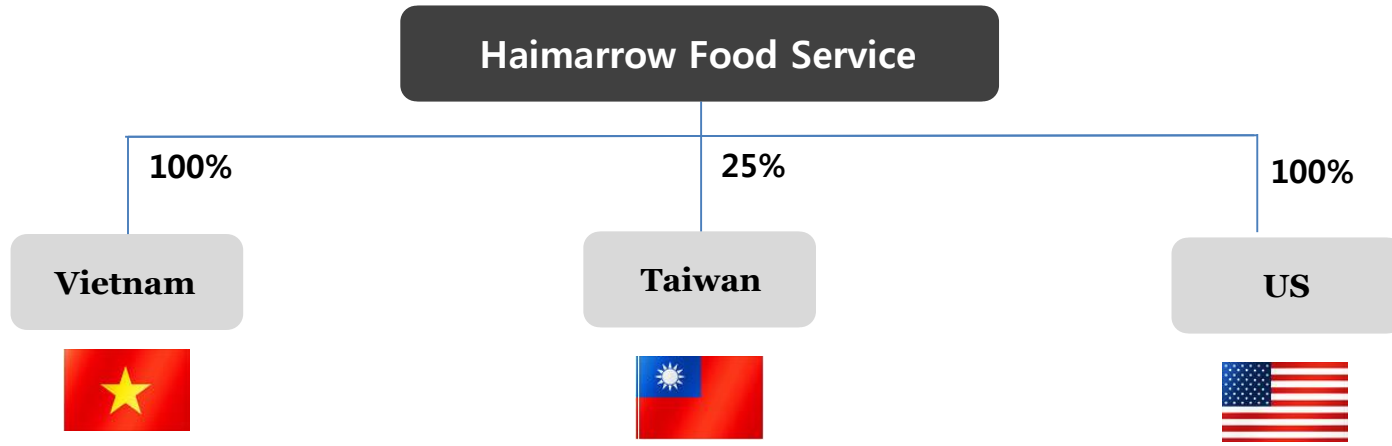 Haimarrow Food Service
100%
25%
100%
Vietnam
Taiwan
US